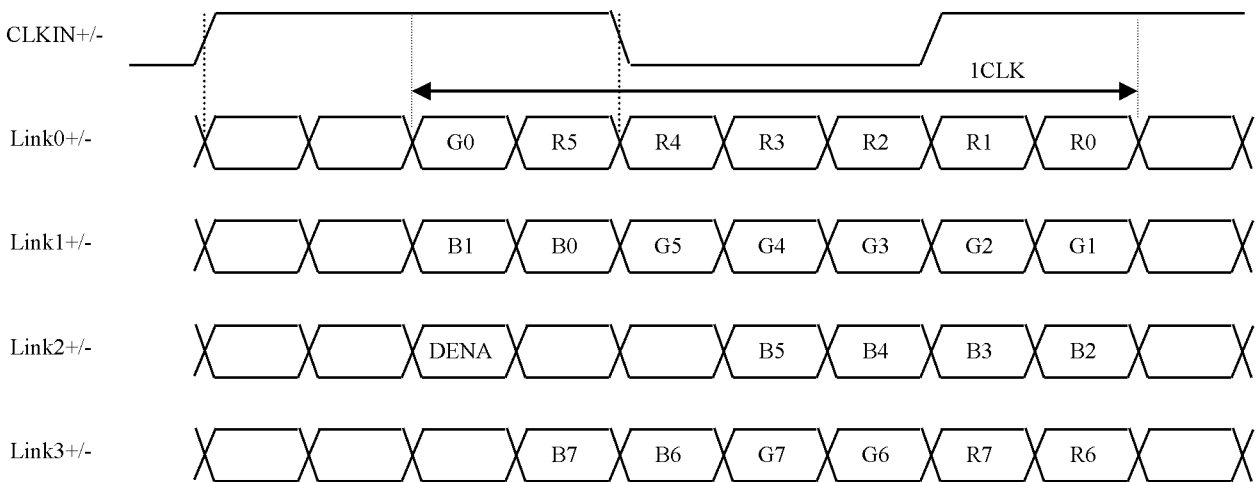 CLKIN+/-
1CLK
Link0+/- G0 R5 R4 R3 R2 R1 R0
Link1+/- B1 B0 G5 G4 G3 G2 G1
Link2+/- DENA B5 B4 B3 B2
Link3+/- B7 B6 G7 G6 R7 R6